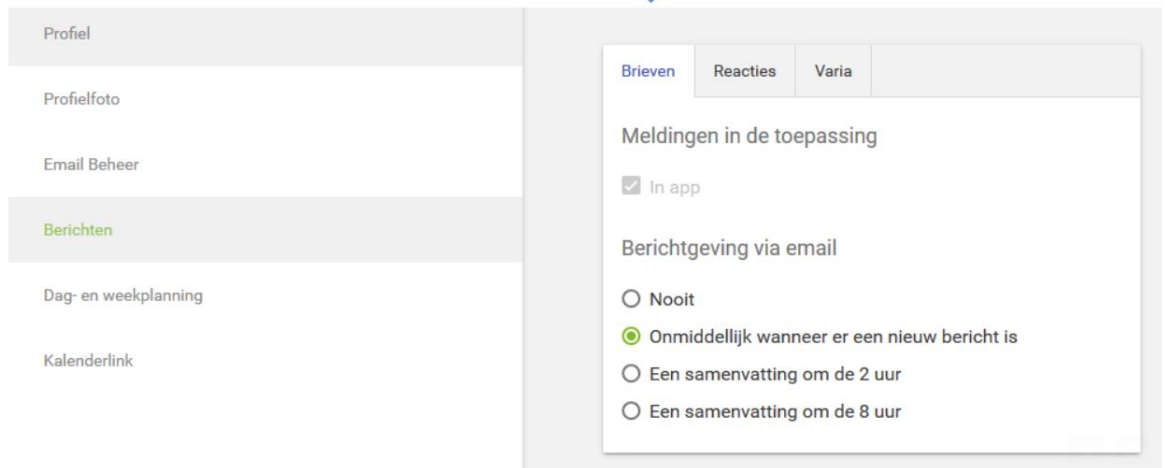 Profiel
Profielfoto
Email Beheer
Berichten
Dag- en weekplanning
Kalenderlink
Brieven Reacties Varia
Meldingen in de toepassing
In app
Berichtgeving via email
Nooit
Onmiddellijk wanneer er een nieuw bericht is
Een samenvatting om de 2 uur
Een samenvatting om de 8 uur